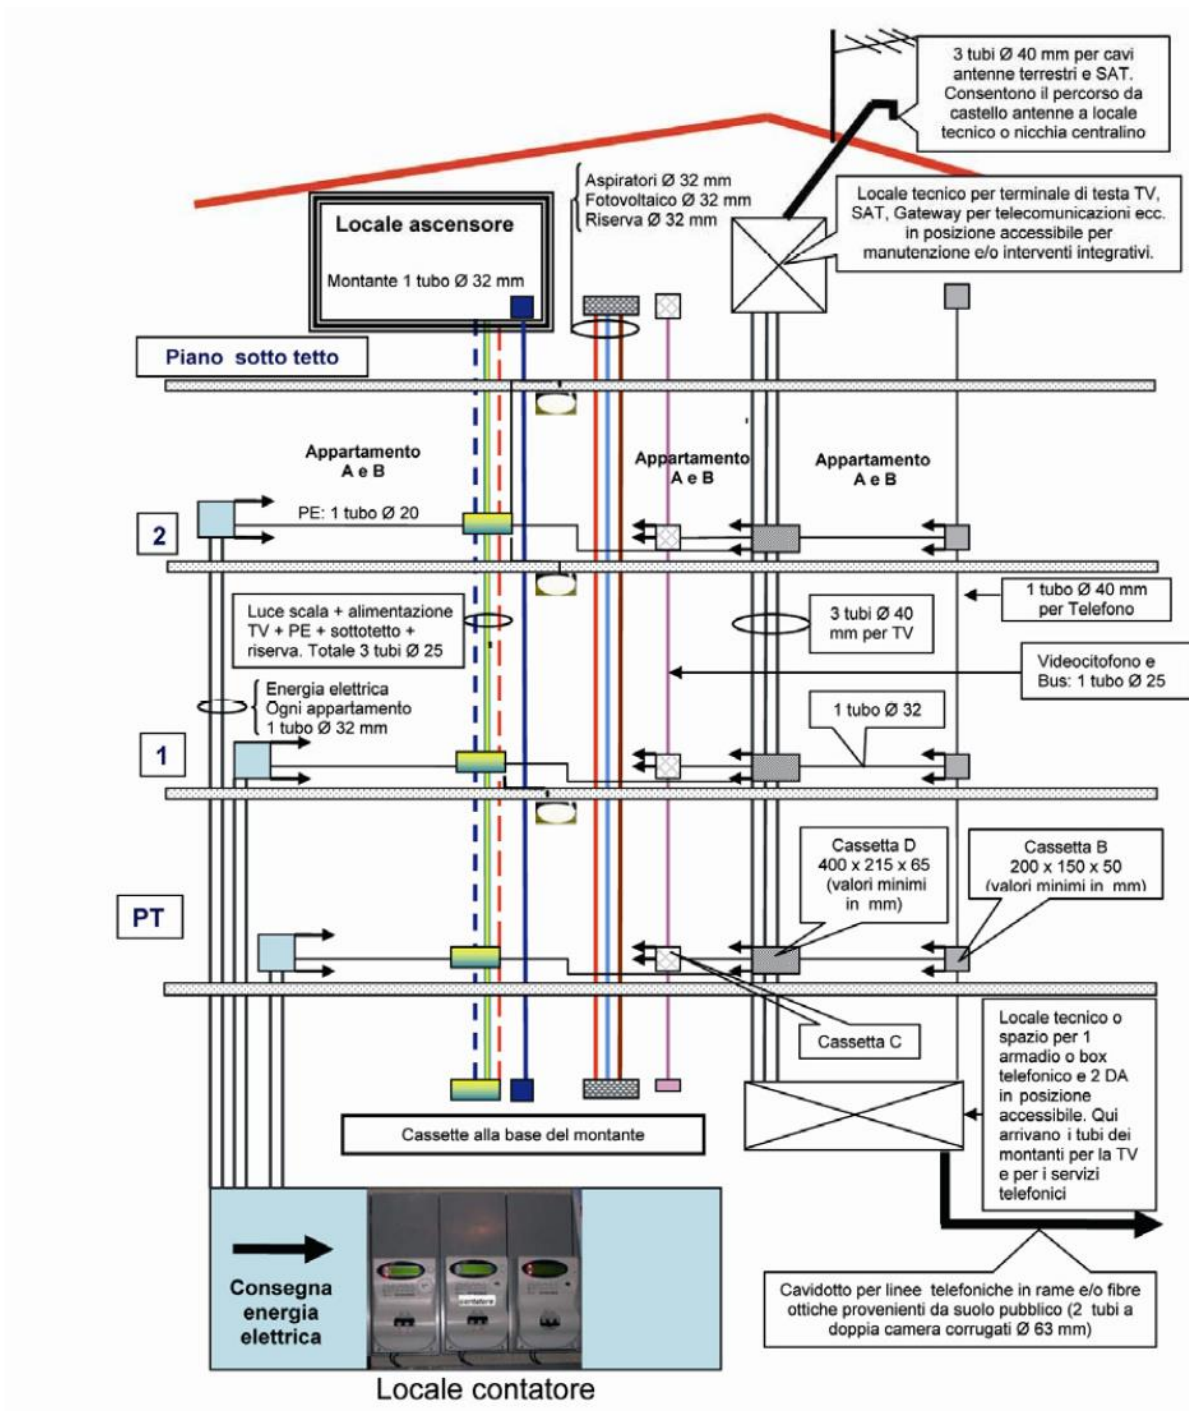 3 tubi Ø 40 mm per cavi
antenne terrestri e SAT.
Consentono il percorso da
castello antenne a locale
tecnico o nicchia centralino
Aspiratori Ø 32 mm
Fotovoltaico Ø 32 mm
Riserva Ø 32 mm
Locale tecnico per terminale di testa TV,
SAT, Gateway per telecomunicazioni ecc.
in posizione accessibile per
manutenzione e/o interventi integrativi.
Locale ascensore
Montante 1 tubo Ø 32 mm
Piano sotto tetto
Appartamento
A e B
Appartamento
A e B
Appartamento
A e B
2
PE: 1 tubo Ø 20
Luce scala + alimentazione
TV + PE + sottotetto +
riserva. Totale 3 tubi Ø 25
3 tubi Ø 40
mm per TV
1 tubo Ø 40 mm
per Telefono
Videocitofono e
Bus: 1 tubo Ø 25
Energia elettrica
Ogni appartamento
1 tubo Ø 32 mm
1 tubo Ø 32
1
Cassetta D
400 x 215 x 65
(valori minimi
in mm)
Cassetta B
200 x 150 x 50
(valori minimi in mm)
PT
Cassetta C
Locale tecnico o
spazio per 1
armadio o box
telefonico e 2 DA
in posizione
accessibile. Qui
arrivano i tubi dei
montanti per la TV
e per i servizi
telefonici
Cassette alla base del montante
Consegna
energia
elettrica
contatore
Cavidotto per linee telefoniche in rame e/o fibre
ottiche provenienti da suolo pubblico (2 tubi a
doppia camera corrugati Ø 63 mm)
Locale contatore